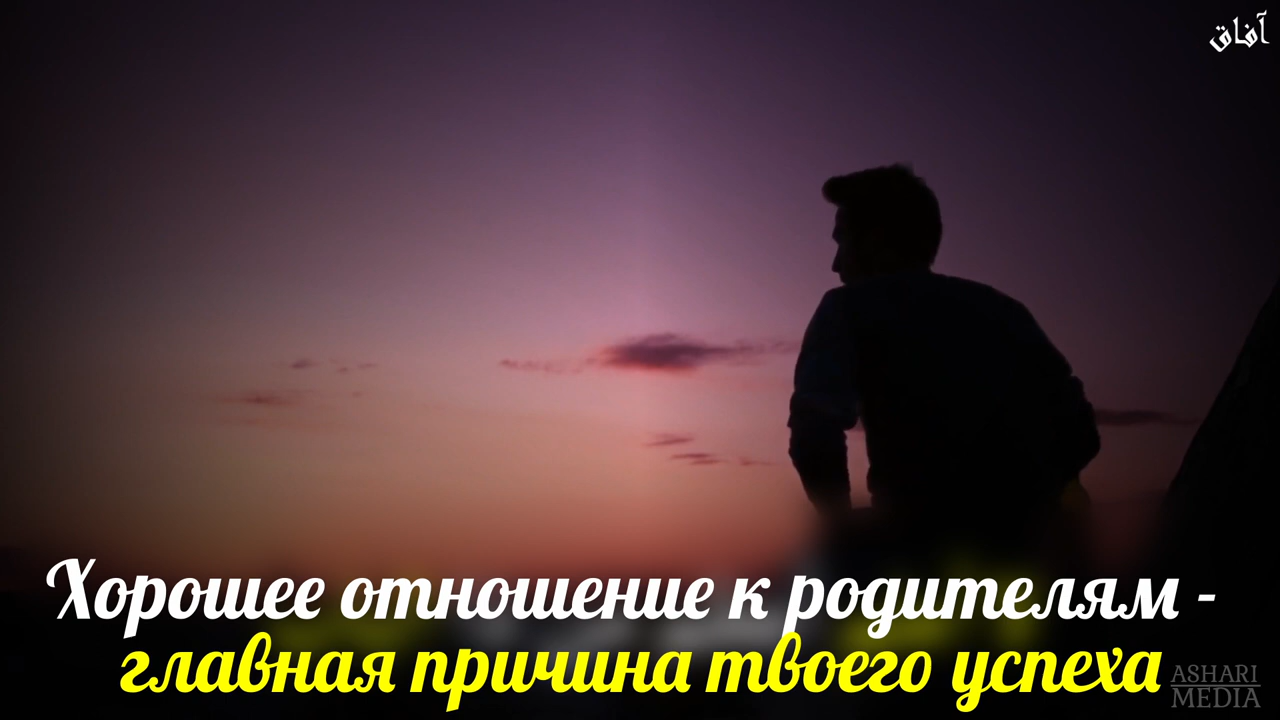 آفاق
Хорошее отношение к родителям -
главная причина твоего успеха
ASHARI
MEDIA